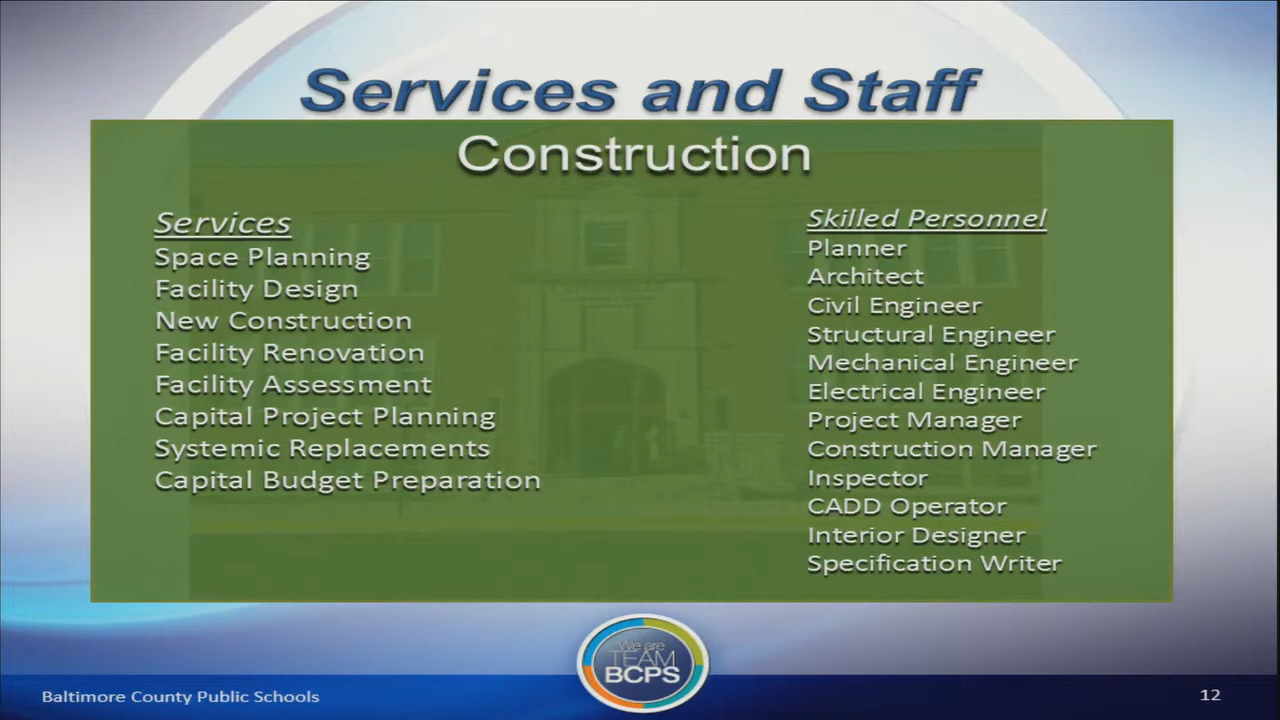 Services and Staff
Construction
Services
Space Planning
Facility Design
New Construction
Facility Renovation
Facility Assessment
Capital Project Planning
Systemic Replacements
Capital Budget Preparation
Skilled Personnel
Planner
Architect
Civil Engineer
Structural Engineer
Mechanical Engineer
Electrical Engineer
Project Manager
Construction Manager
Inspector
CADD Operator
Interior Designer
Specification Writer
We are
TEAM
BCPS
Baltimore County Public Schools
12